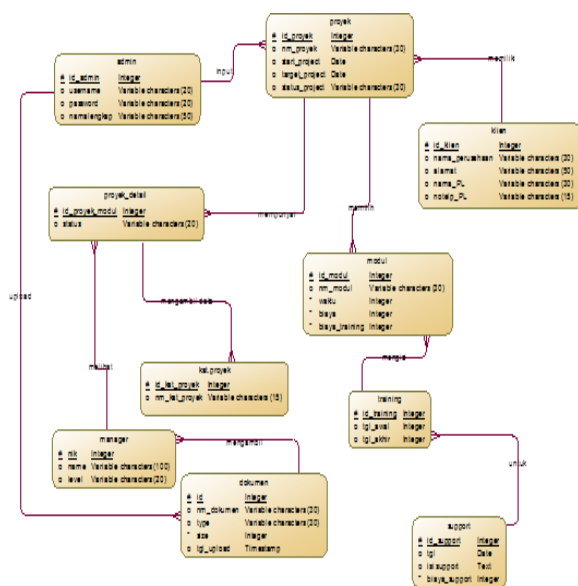 proyek
# id_proyek Integer
o nm_proyek Variable characters (30)
o start_project Date
o target_project Date
o status_project Variable characters (20)
admin
# id_admin Integer
o username Variable characters (20)
o password Variable characters (20)
o namalengkap Variable characters (50)
input
memiliki
klien
# id_klien Integer
o nama_perusahaan Variable characters (20)
o alamat Variable characters (50)
o nama_PL Variable characters (20)
o notelp_PL Variable characters (15)
proyek_detail
# id_proyek_modul Integer
o status Variable characters (20)
mempunyai
memilih
upload
modul
# id_modul Integer
o nm_modul Variable characters (30)
* waktu Integer
* biaya Integer
* biaya_training Integer
mengambil data
melihat
kat.proyek
# id_kat_proyek Integer
o nm_kat_proyek Variable characters (15)
training
# id_training Integer
o tgl_awal Integer
o tgl_akhir Integer
manager
# nik Integer
o name Variable characters (100)
o level Variable characters (20)
mengambil
untuk
dokumen
# id Integer
o nm_dokumen Variable characters (30)
o type Variable characters (30)
* size Integer
o tgl_upload Timestamp
support
# id_support Integer
o tgl Date
o isi support Text
* biaya_support Integer